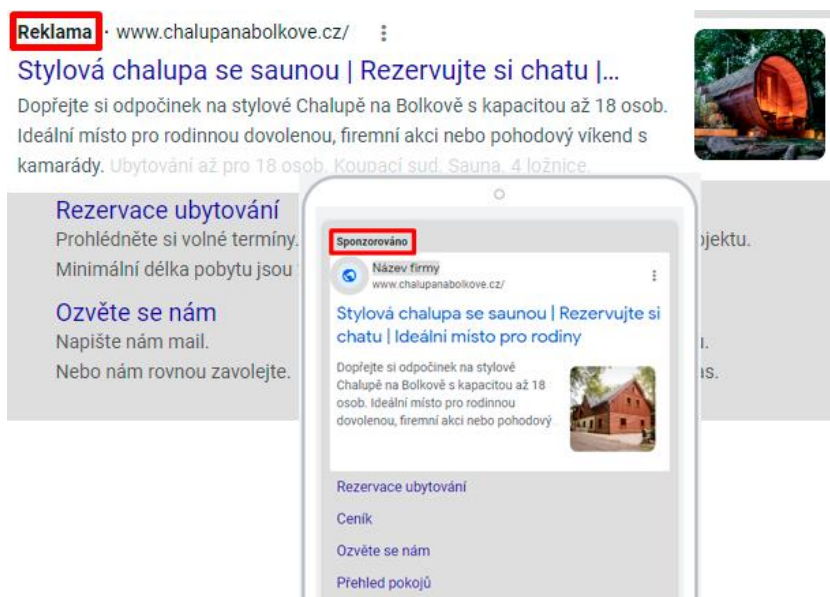 Reklama · www.chalupanabolkove.cz/
Stylová chalupa se saunou | Rezervujte si chatu |...
Dopřejte si odpočinek na stylové Chalupě na Bolkově s kapacitou až 18 osob.
Ideální místo pro rodinnou dovolenou, firemní akci nebo pohodový víkend s
kamarády. Ubytování až pro 18 osob. Koupací sud. Sauna. 4 ložnice.
Rezervace ubytování
Prohlédněte si volné termíny.
Minimální délka pobytu jsou
Ozvěte se nám
Napište nám mail.
Nebo nám rovnou zavolejte.
Sponzorováno
Název firmy
www.chalupanabolkove.cz/
Stylová chalupa se saunou | Rezervujte si
chatu | Ideální místo pro rodiny
Dopřejte si odpočinek na stylové
Chalupě na Bolkově s kapacitou až 18
osob. Ideální místo pro rodinnou
dovolenou, firemní akci nebo pohodový
Rezervace ubytování
Ceník
Ozvěte se nám
Přehled pokojů